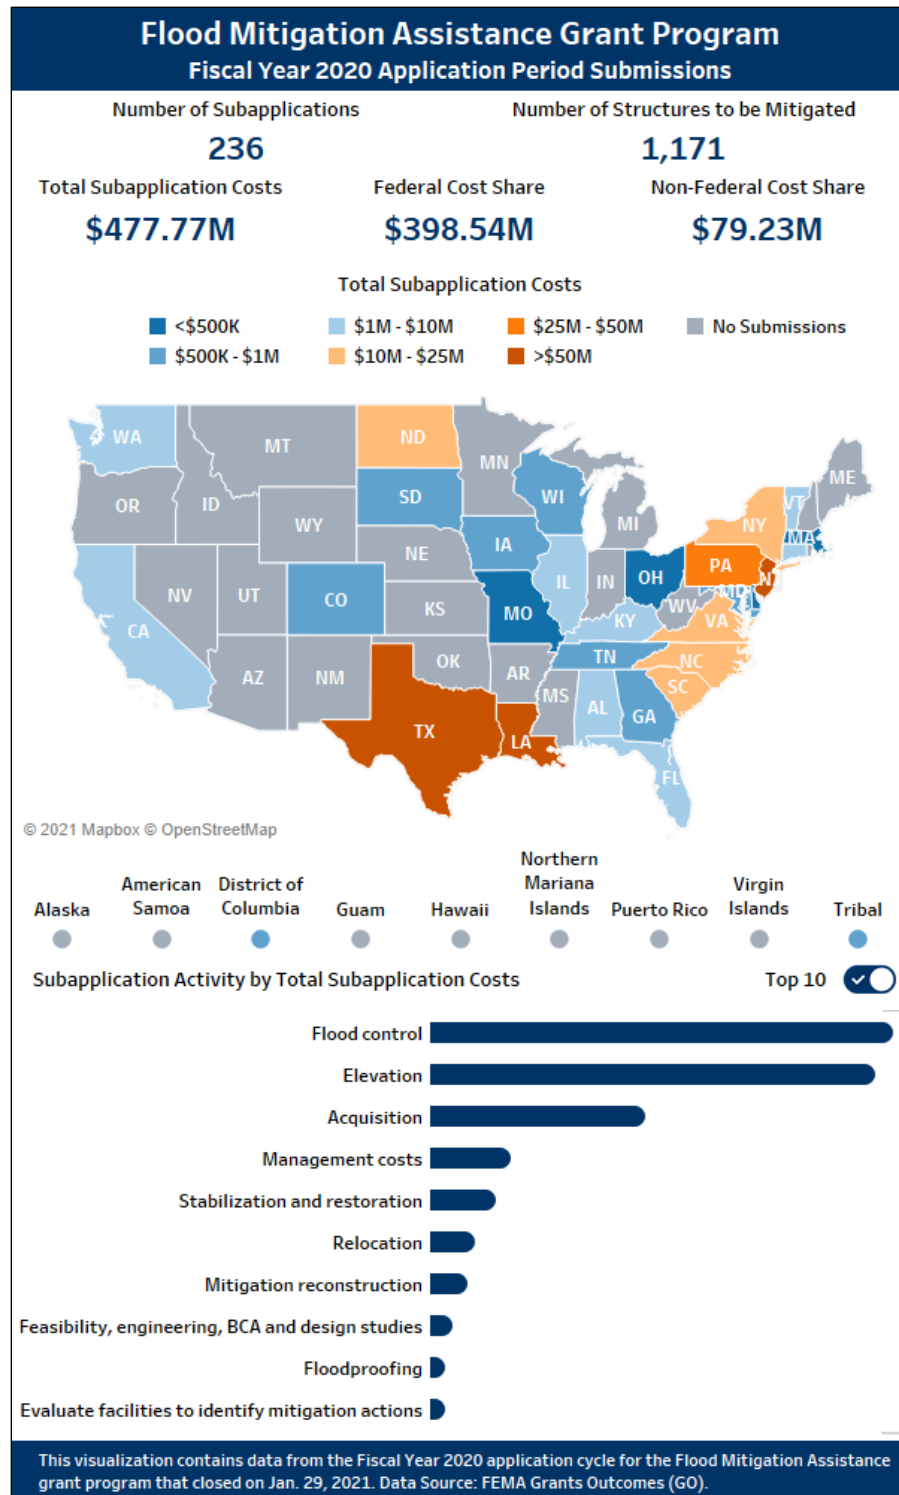 Flood Mitigation Assistance Grant Program
Fiscal Year 2020 Application Period Submissions
Number of Subapplications
Number of Structures to be Mitigated
236
1,171
Total Subapplication Costs
Federal Cost Share
Non-Federal Cost Share
$477.77M
$398.54M
$79.23M
Total Subapplication Costs
<$500K
$1M - $10M
$25M - $50M
No Submissions
$500K - $1M
$10M - $25M
>$50M
WA
MT
ND
MN
ME
OR
ID
SD
WI
VT
WY
MI
NY
MA
IA
NE
PA
NV
UT
CO
IL
IN
OH
N
MD
CA
KS
MO
WV
KY
VA
TN
NC
AZ
NM
OK
AR
SC
MS
AL
GA
TX
LA
FL
© 2021 Mapbox © OpenStreetMap
Alaska
American
Samoa
District of
Columbia
Guam
Hawaii
Northern
Mariana
Islands
Puerto Rico
Virgin
Islands
Tribal
Subapplication Activity by Total Subapplication Costs
Top 10
Flood control
Elevation
Acquisition
Management costs
Stabilization and restoration
Relocation
Mitigation reconstruction
Feasibility, engineering, BCA and design studies
Floodproofing
Evaluate facilities to identify mitigation actions
This visualization contains data from the Fiscal Year 2020 application cycle for the Flood Mitigation Assistance
grant program that closed on Jan. 29, 2021. Data Source: FEMA Grants Outcomes (GO).